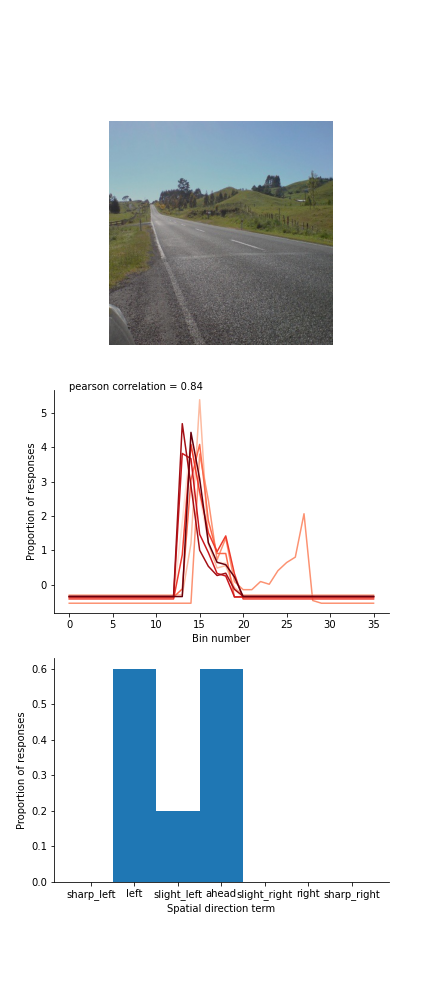 pearson correlation = 0.84
Proportion of responses
5
4
3
2
1
0
0 5 10 15 20 25 30 35
Bin number
Proportion of responses
0.6
0.5
0.4
0.3
0.2
0.1
0.0
sharp_left left slight_left ahead slight_right right sharp_right
Spatial direction term